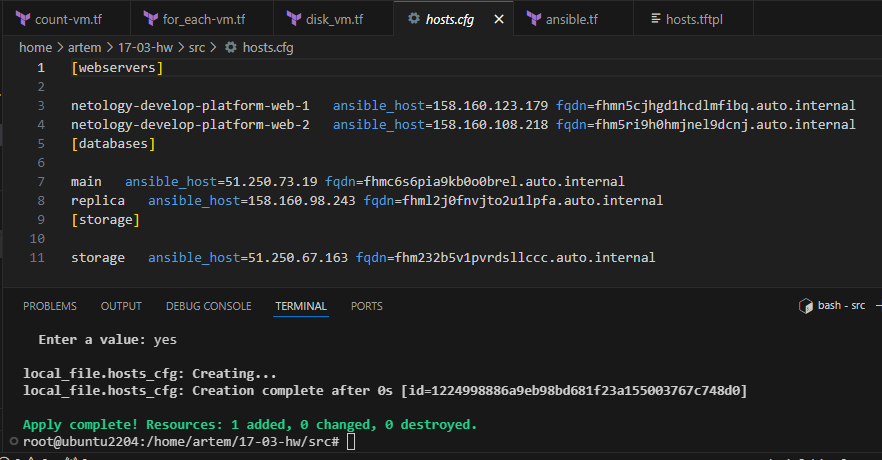 count-vm.tf for_each-vm.tf disk_vm.tf hosts.cfg ansible.tf hosts.tftpl
home > artem > 17-03-hw > src > hosts.cfg
1 [webservers]
2
3 netology-develop-platform-web-1 ansible_host=158.160.123.179 fqdn=fhmn5cjhgd1hcdlmfibq.auto.internal
4 netology-develop-platform-web-2 ansible_host=158.160.108.218 fqdn=fhm5ri9h0hmjnel9dcnj.auto.internal
5 [databases]
6
7 main ansible_host=51.250.73.19 fqdn=fhmc6s6pia9kb0o0brel.auto.internal
8 replica ansible_host=158.160.98.243 fqdn=fhml2j0fnvjto2u1lpfa.auto.internal
9 [storage]
10
11 storage ansible_host=51.250.67.163 fqdn=fhm232b5v1pvrdsllccc.auto.internal
PROBLEMS OUTPUT DEBUG CONSOLE TERMINAL PORTS bash - src
Enter a value: yes
local_file.hosts_cfg: Creating...
local_file.hosts_cfg: Creation complete after 0s [id=1224998886a9eb98bd681f23a155003767c748d0]
Apply complete! Resources: 1 added, 0 changed, 0 destroyed.
root@ubuntu2204:/home/artem/17-03-hw/src#